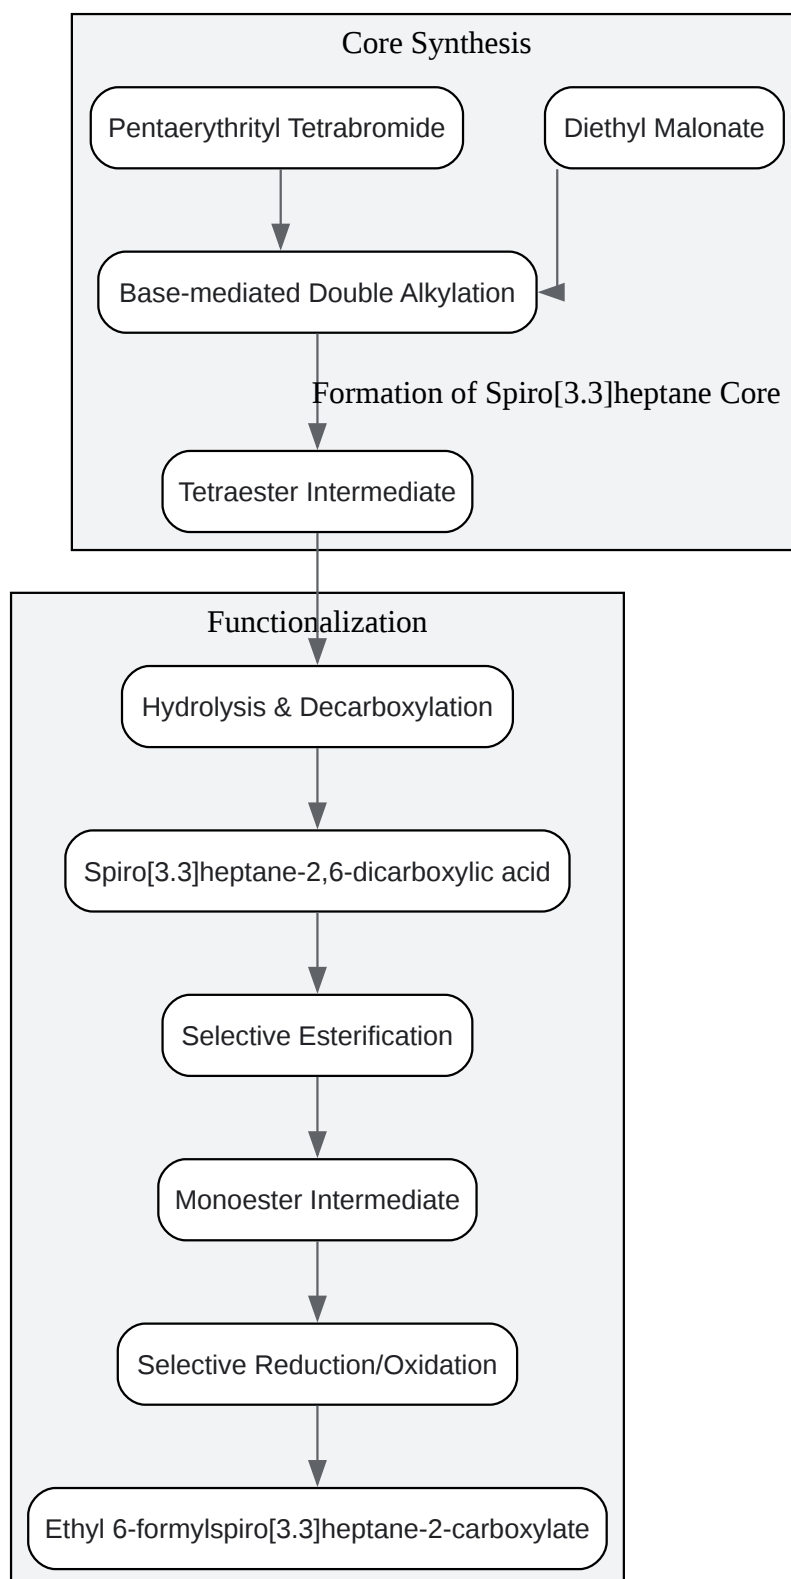 Core Synthesis
Pentaerythrityl Tetrabromide
Diethyl Malonate
Base-mediated Double Alkylation
Formation of Spiro[3.3]heptane Core
Tetraester Intermediate
Functionalization
Hydrolysis & Decarboxylation
Spiro[3.3]heptane-2,6-dicarboxylic acid
Selective Esterification
Monoester Intermediate
Selective Reduction/Oxidation
Ethyl 6-formylspiro[3.3]heptane-2-carboxylate